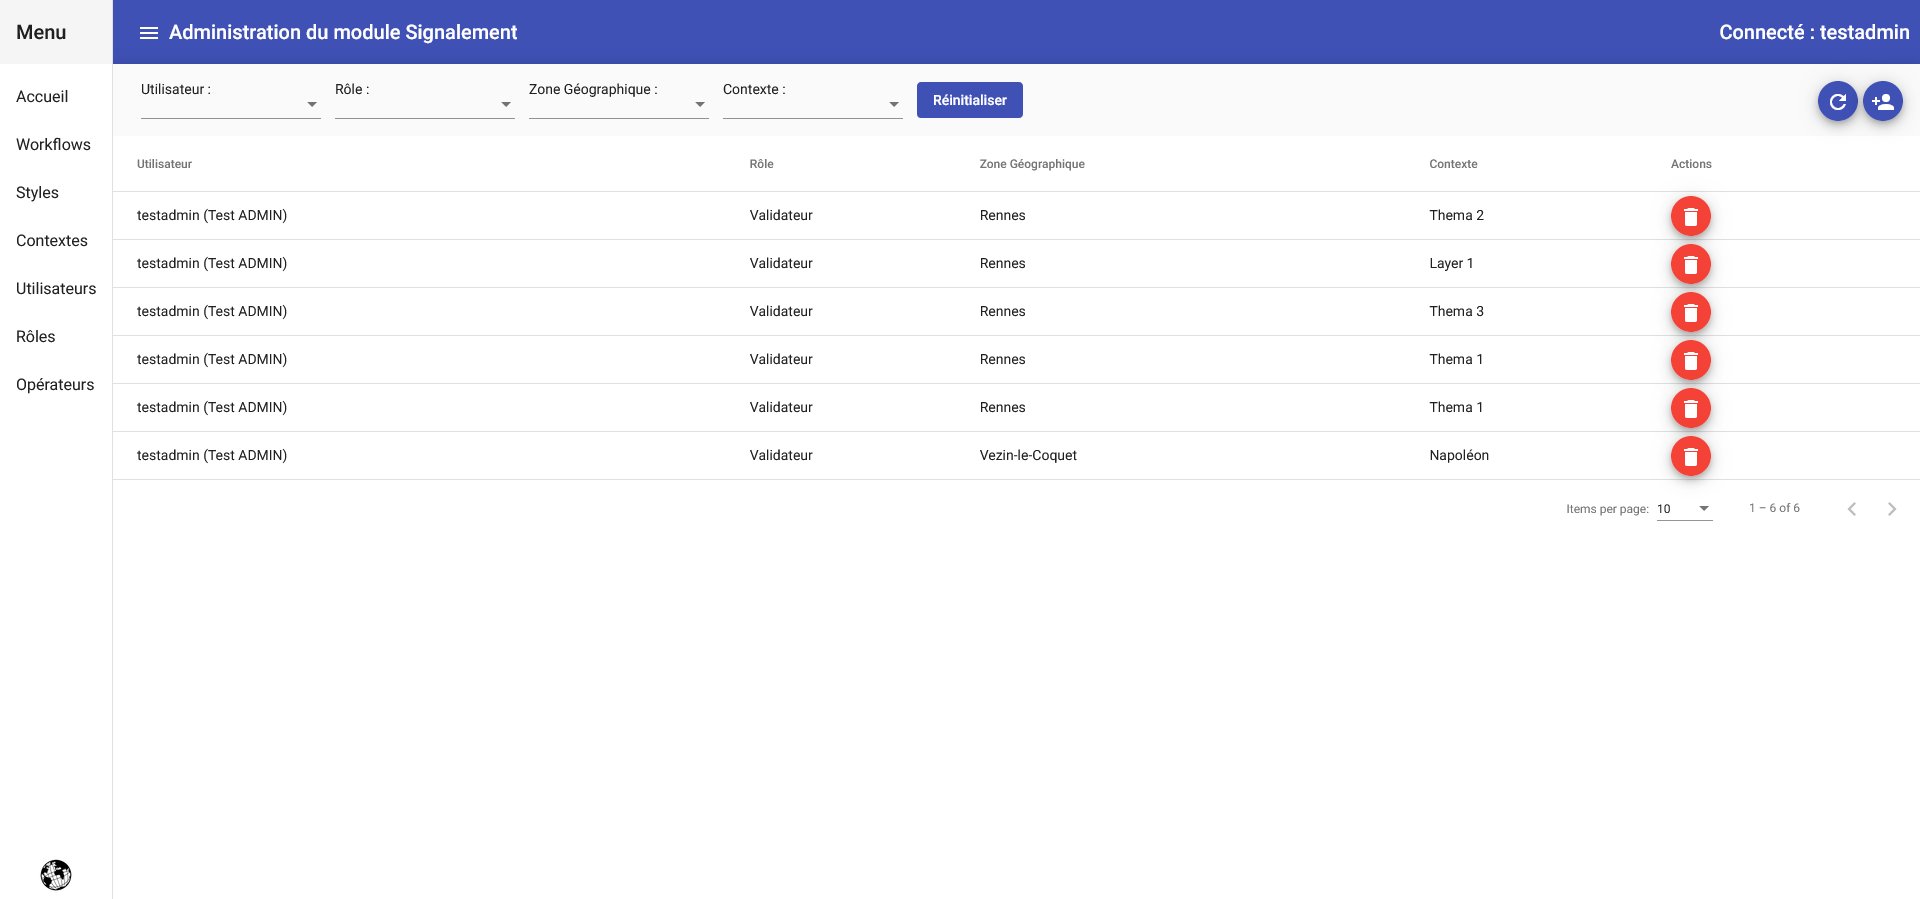 Menu
Administration du module Signalement
Connecté : testadmin
Accueil
Workflows
Styles
Contextes
Utilisateurs
Rôles
Opérateurs
Utilisateur :
Rôle :
Zone Géographique :
Contexte :
Réinitialiser
Utilisateur Rôle Zone Géographique Contexte Actions
testadmin (Test ADMIN) Validateur Rennes Thema 2
testadmin (Test ADMIN) Validateur Rennes Layer 1
testadmin (Test ADMIN) Validateur Rennes Thema 3
testadmin (Test ADMIN) Validateur Rennes Thema 1
testadmin (Test ADMIN) Validateur Rennes Thema 1
testadmin (Test ADMIN) Validateur Vezin-le-Coquet Napoléon
Items per page: 10 1 – 6 of 6